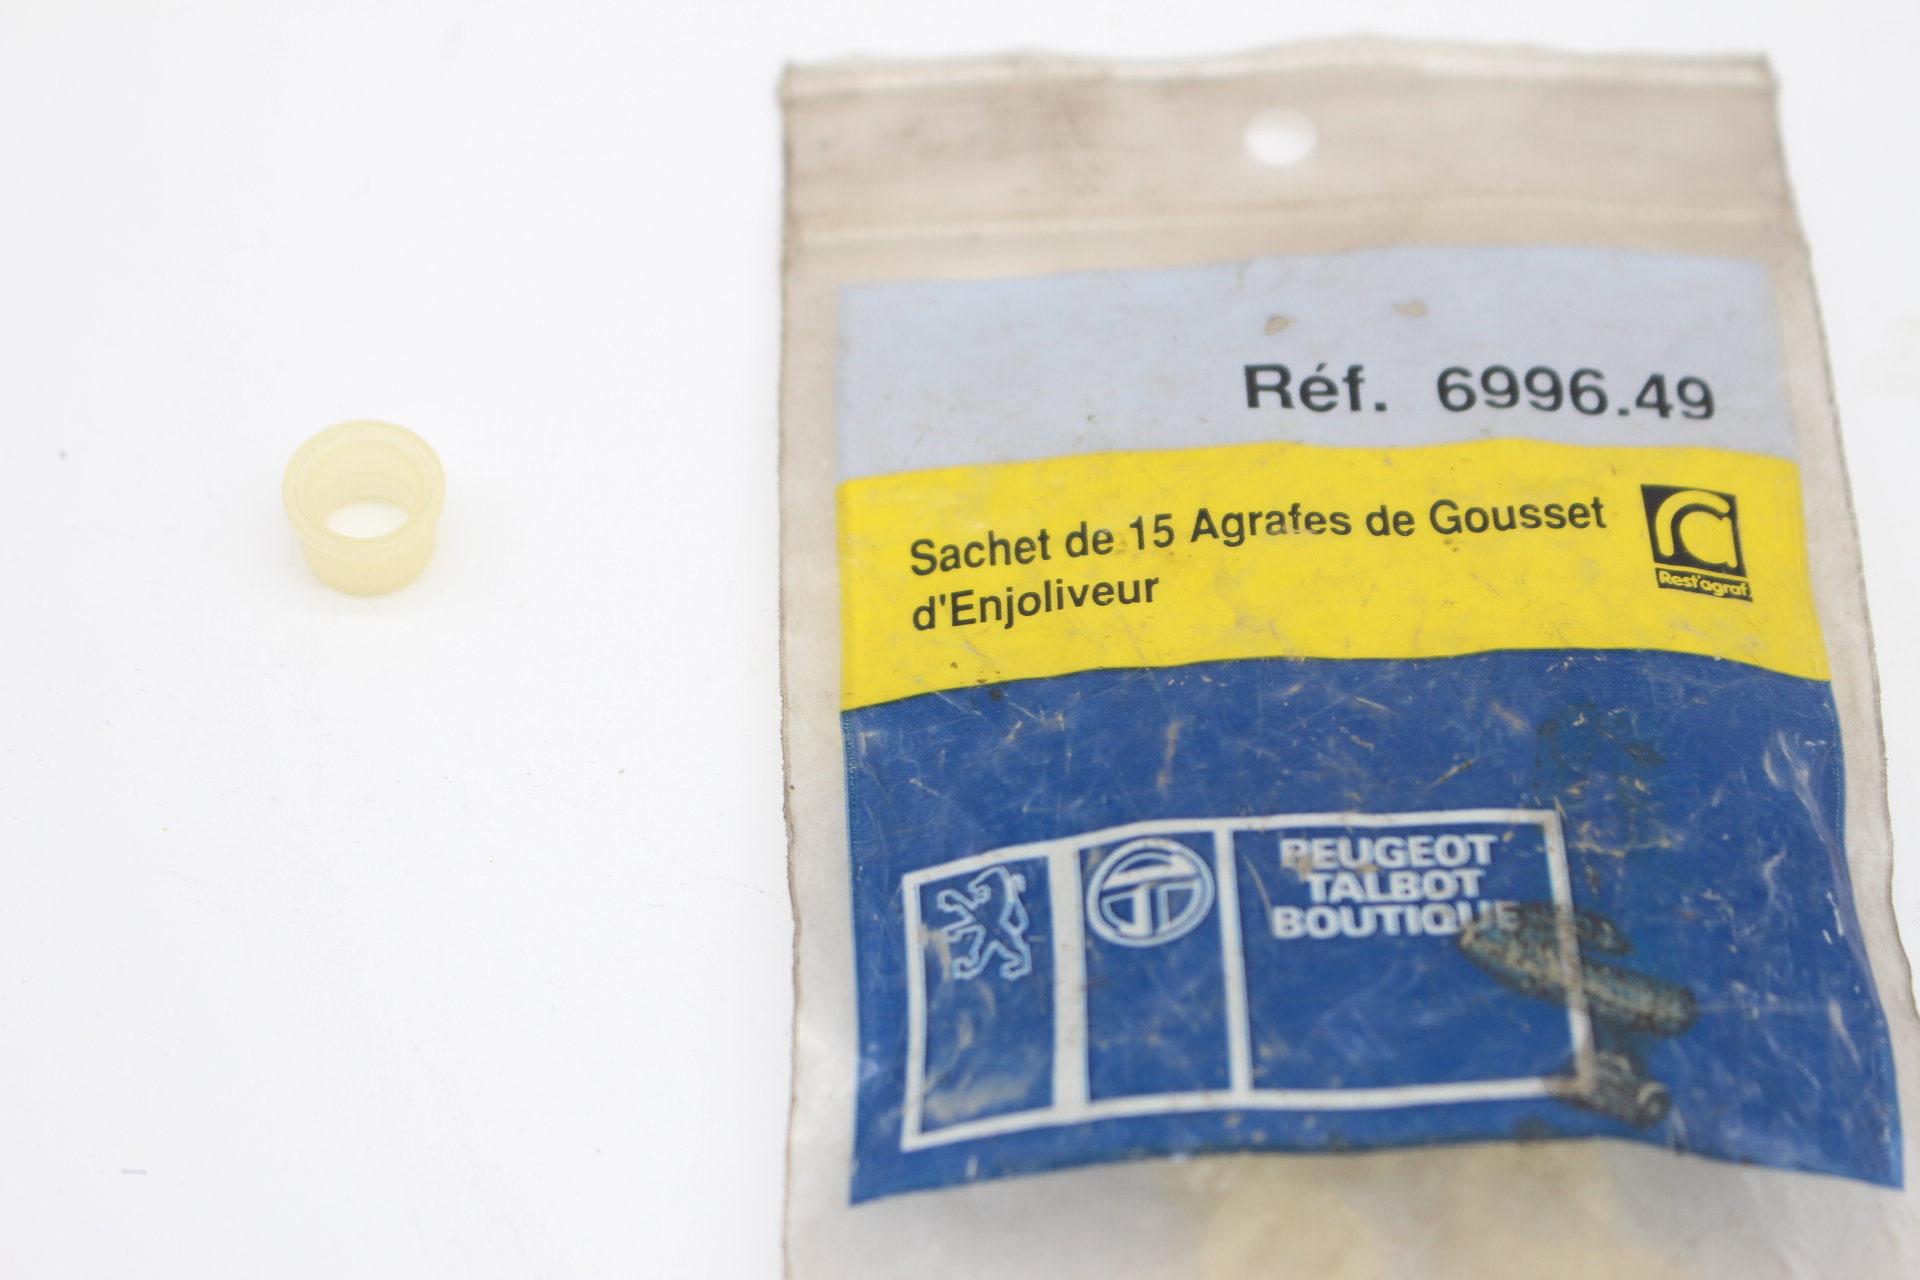 Réf. 6996.49
Sachet de 15 Agrafes de Gousset
d'Enjoliveur
Rest'agraf
PEUGEOT
TALBOT
BOUTIQUE